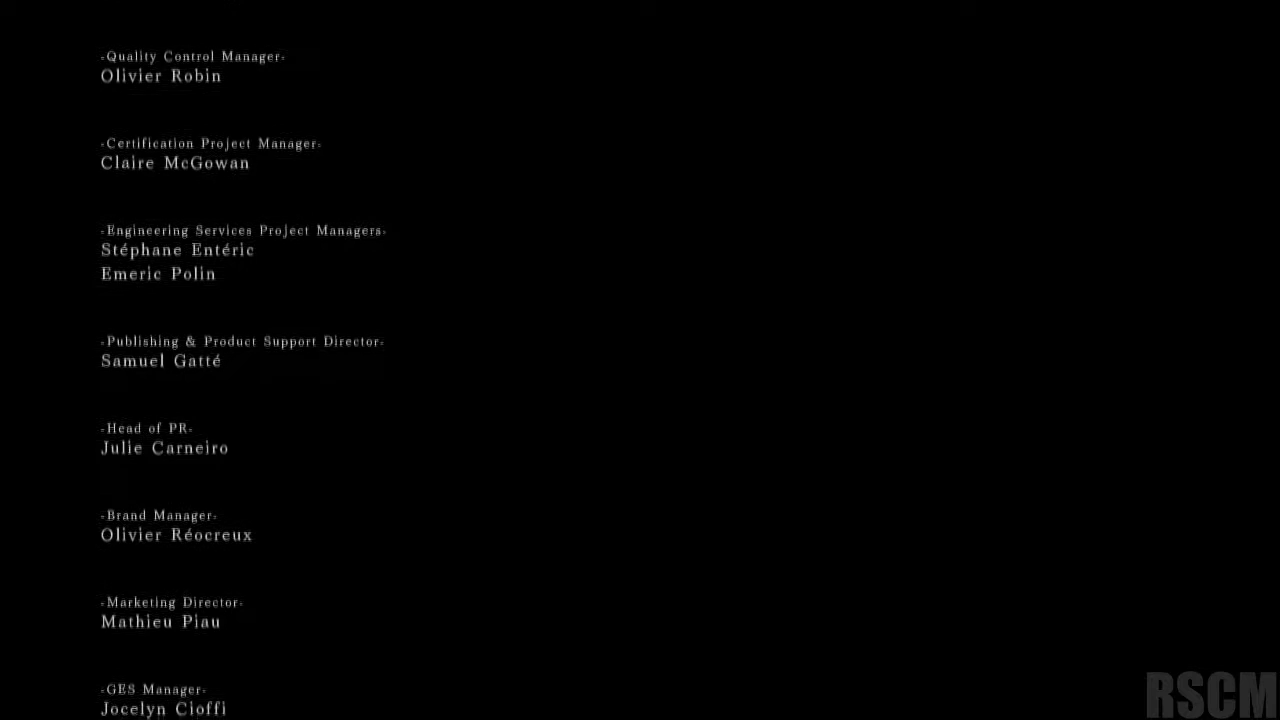 -Quality Control Manager-
Olivier Robin
-Certification Project Manager-
Claire McGowan
-Engineering Services Project Managers-
Stéphane Entéric
Emeric Polin
-Publishing & Product Support Director-
Samuel Gatté
-Head of PR-
Julie Carneiro
-Brand Manager-
Olivier Réocreux
-Marketing Director-
Mathieu Piau
-GES Manager-
Jocelyn Cioffi
RSCM